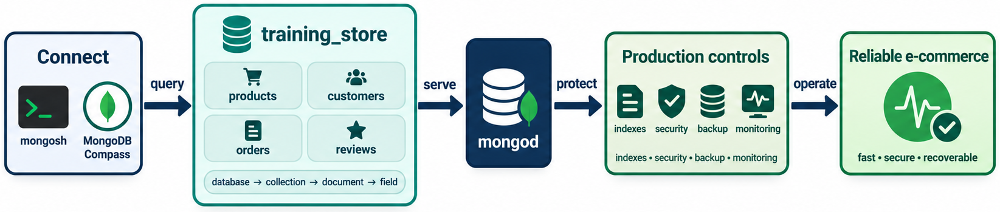 Connect
mongosh
MongoDB
Compass
query
training_store
products
customers
orders
reviews
database → collection → document → field
serve
mongod
protect
Production controls
indexes
security
backup
monitoring
indexes • security • backup • monitoring
operate
Reliable e-commerce
fast • secure • recoverable